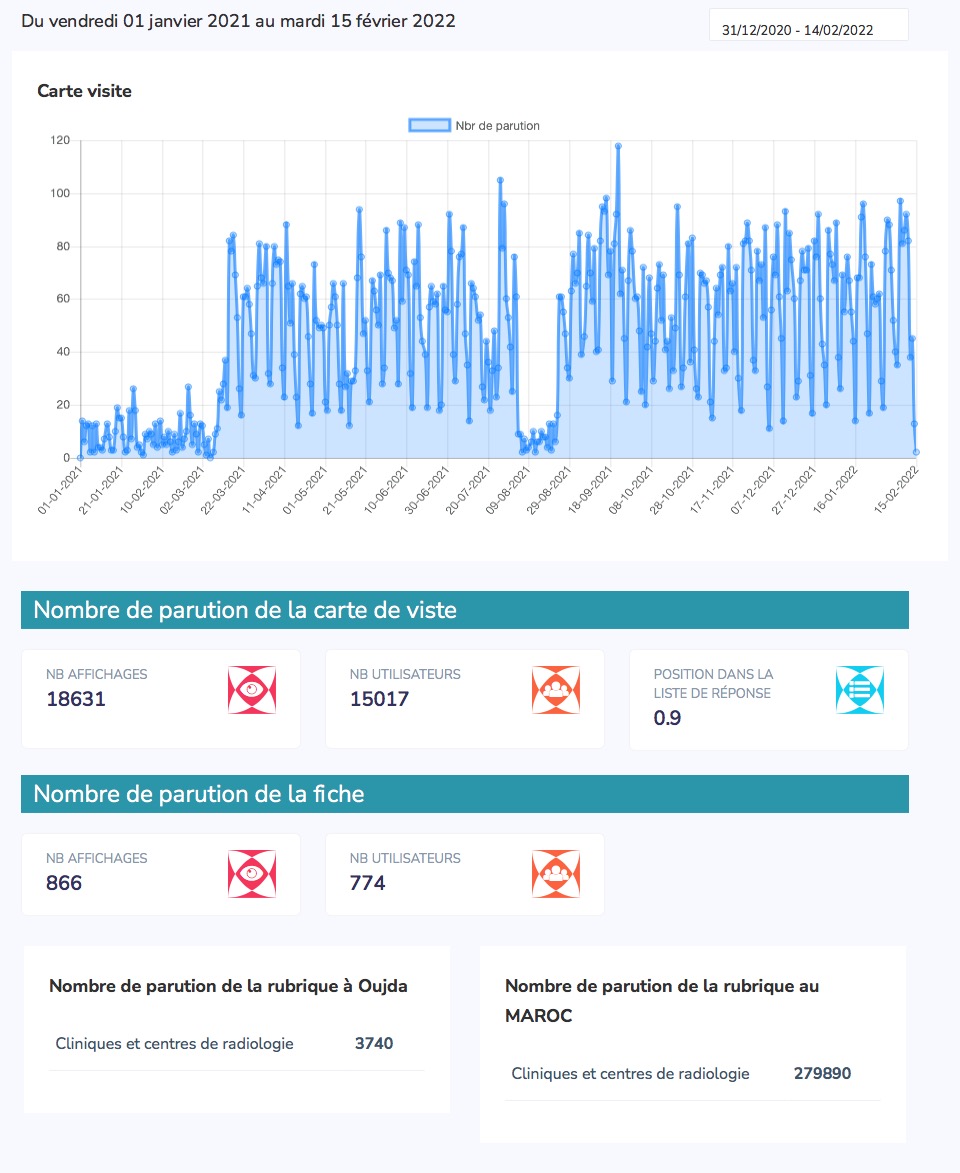 Du vendredi 01 janvier 2021 au mardi 15 février 2022
31/12/2020 - 14/02/2022
Carte visite
Nbr de parution
120
100
80
60
40
20
0
01-01-2021
21-01-2021
10-02-2021
02-03-2021
22-03-2021
11-04-2021
01-05-2021
21-05-2021
10-06-2021
30-06-2021
20-07-2021
09-08-2021
29-08-2021
18-09-2021
08-10-2021
28-10-2021
17-11-2021
07-12-2021
27-12-2021
16-01-2022
15-02-2022
Nombre de parution de la carte de viste
NB AFFICHAGES
18631
NB UTILISATEURS
15017
POSITION DANS LA
LISTE DE RÉPONSE
0.9
Nombre de parution de la fiche
NB AFFICHAGES
866
NB UTILISATEURS
774
Nombre de parution de la rubrique à Oujda
Cliniques et centres de radiologie 3740
Nombre de parution de la rubrique au
MAROC
Cliniques et centres de radiologie 279890